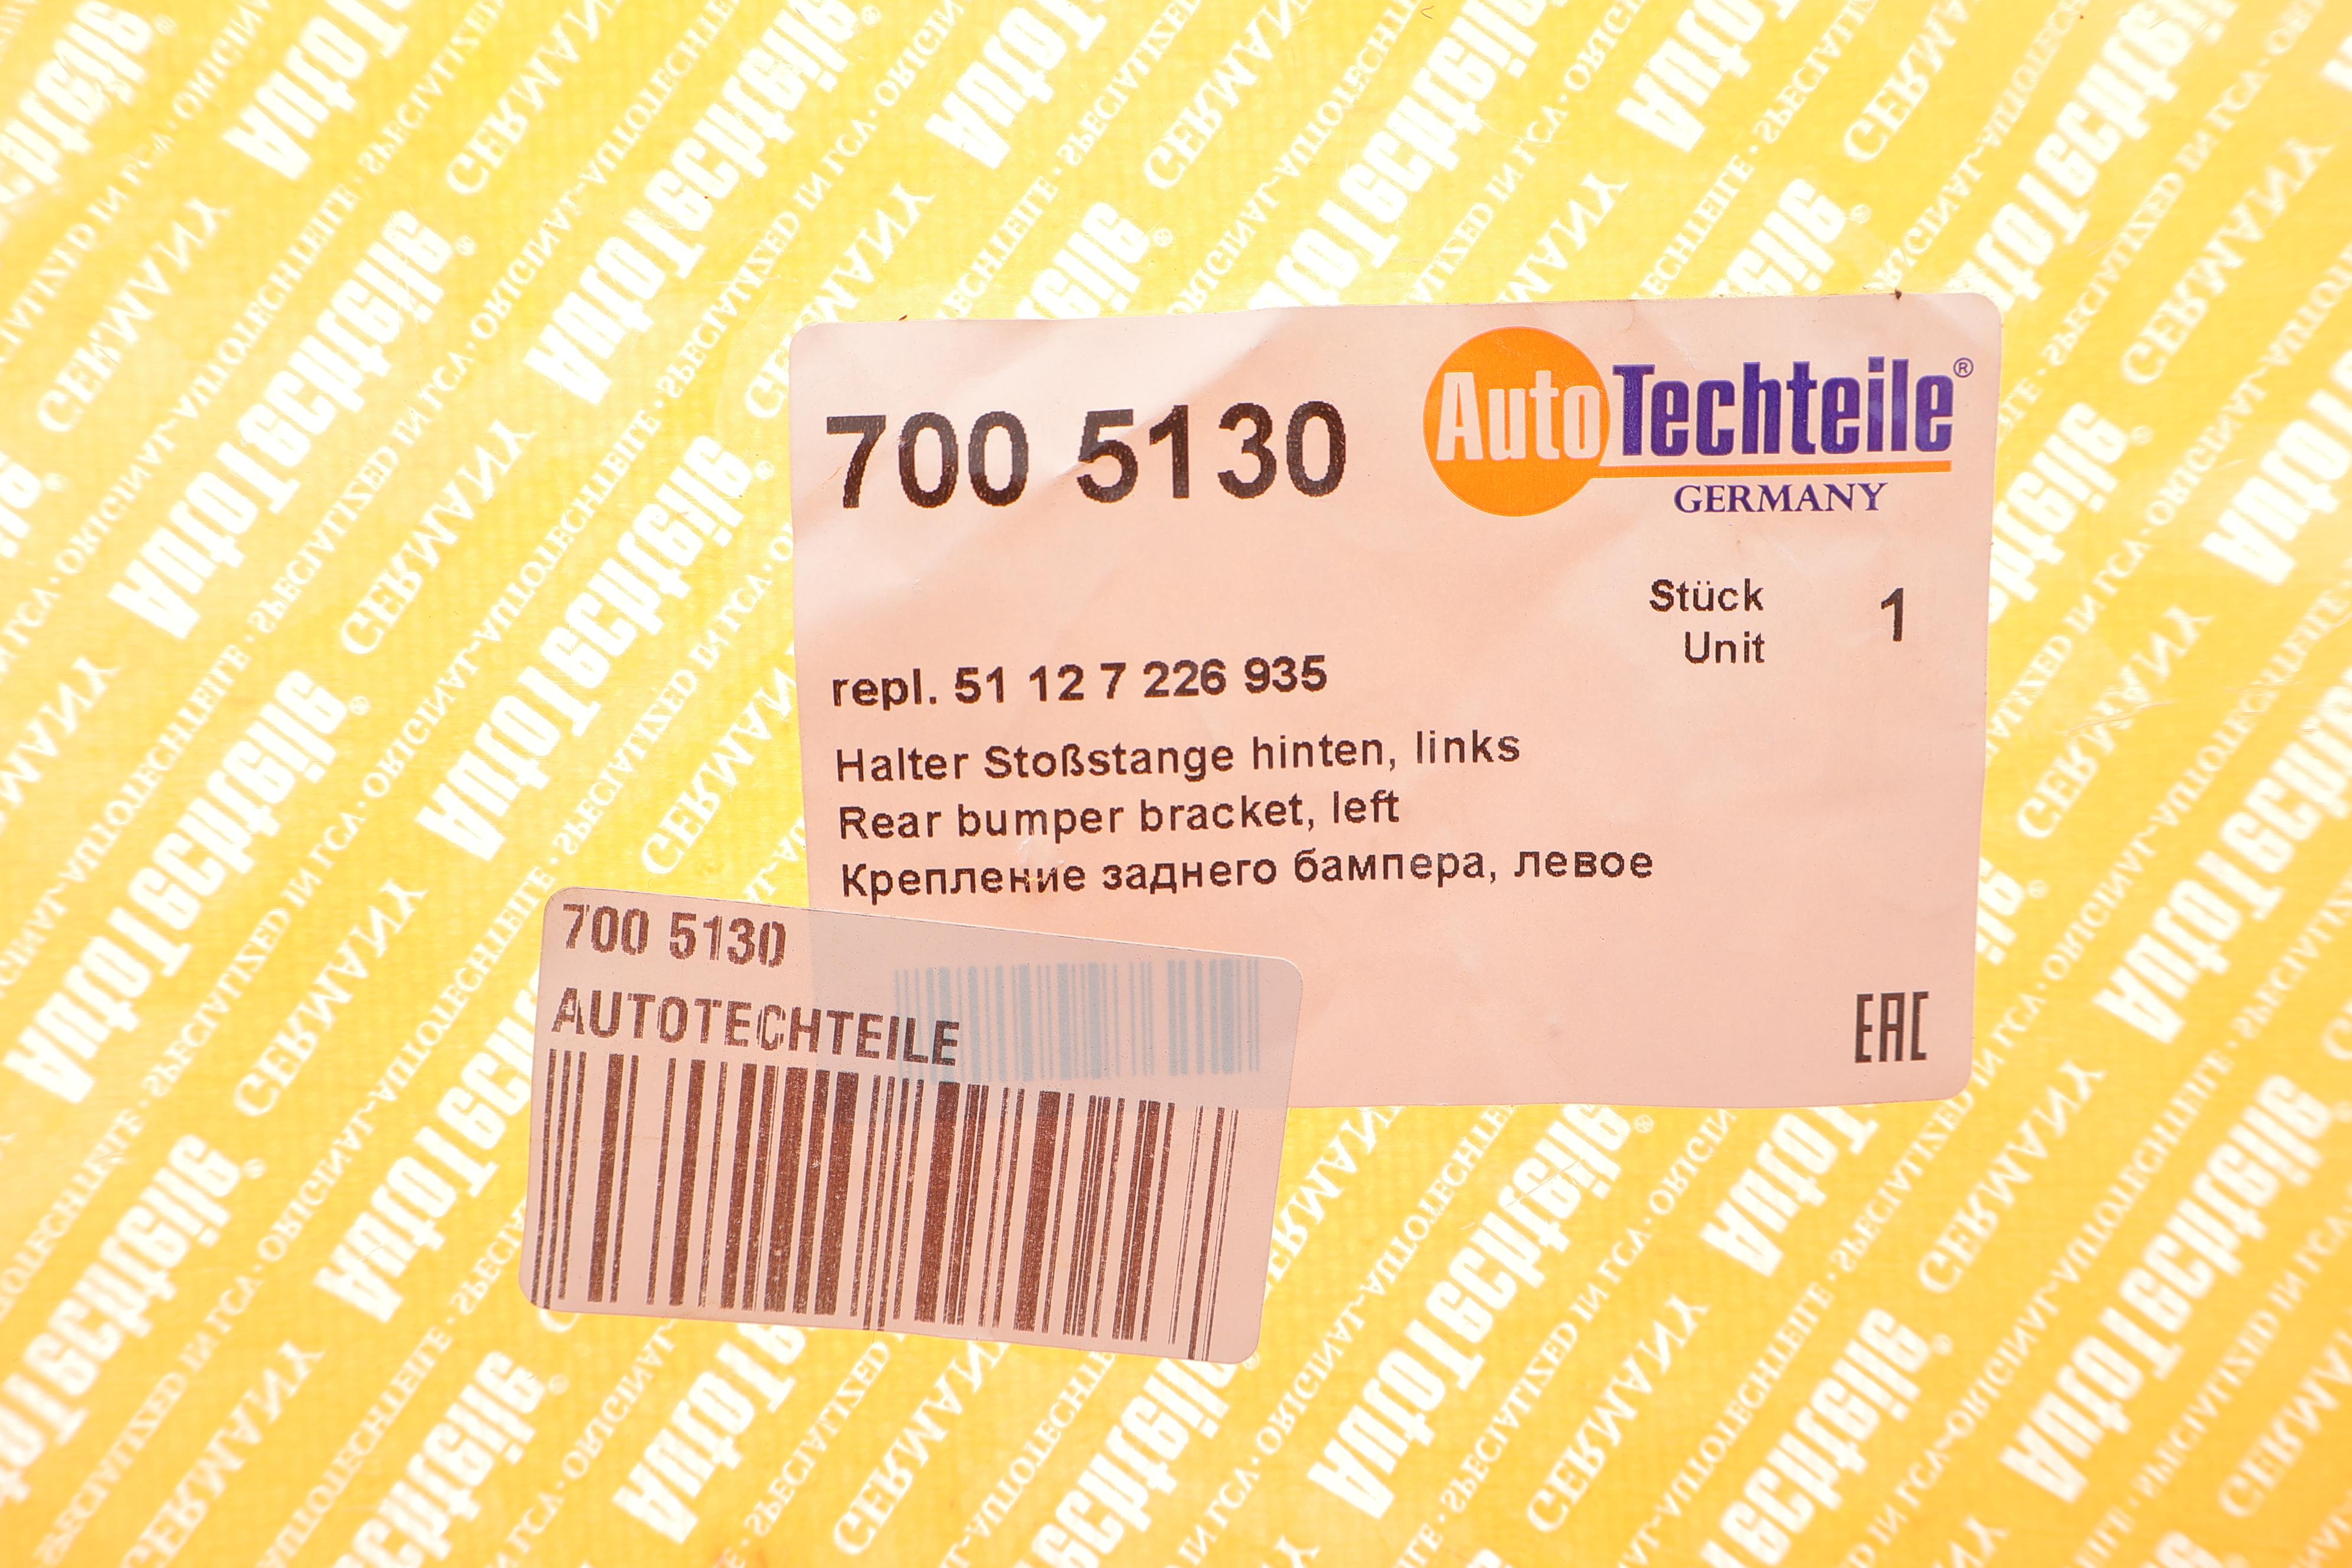 700 5130
AutoTechteile®
GERMANY
Stück 1
Unit
repl. 51 12 7 226 935
Halter Stoßstange hinten, links
Rear bumper bracket, left
Крепление заднего бампера, левое
EAC
700 5130
AUTOTECHTEILE